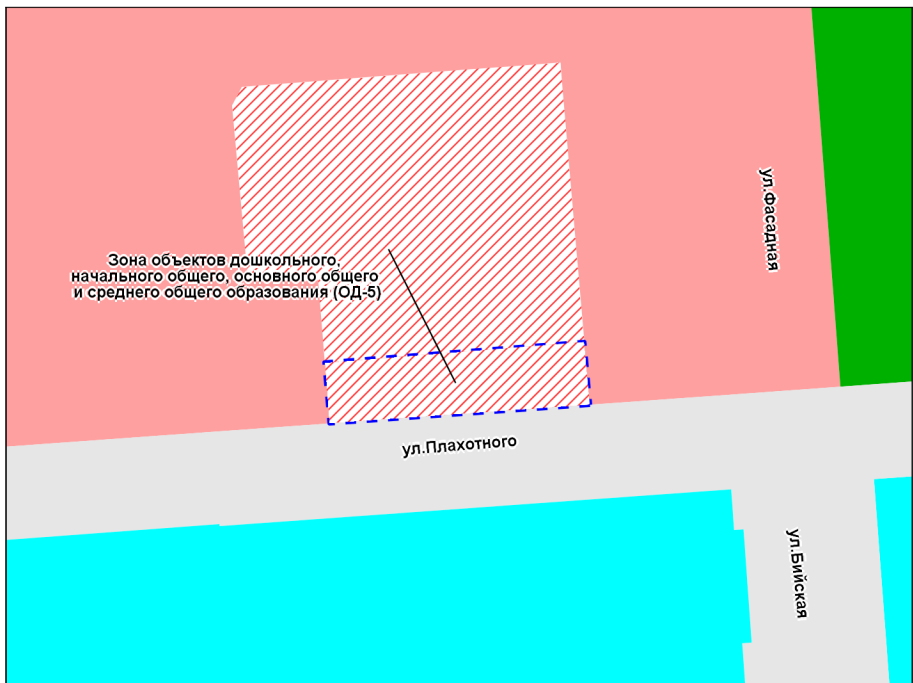 ул.Фасадная
Зона объектов дошкольного,
начального общего, основного общего
и среднего общего образования (ОД-5)
ул.Плахотного
ул.Бийская